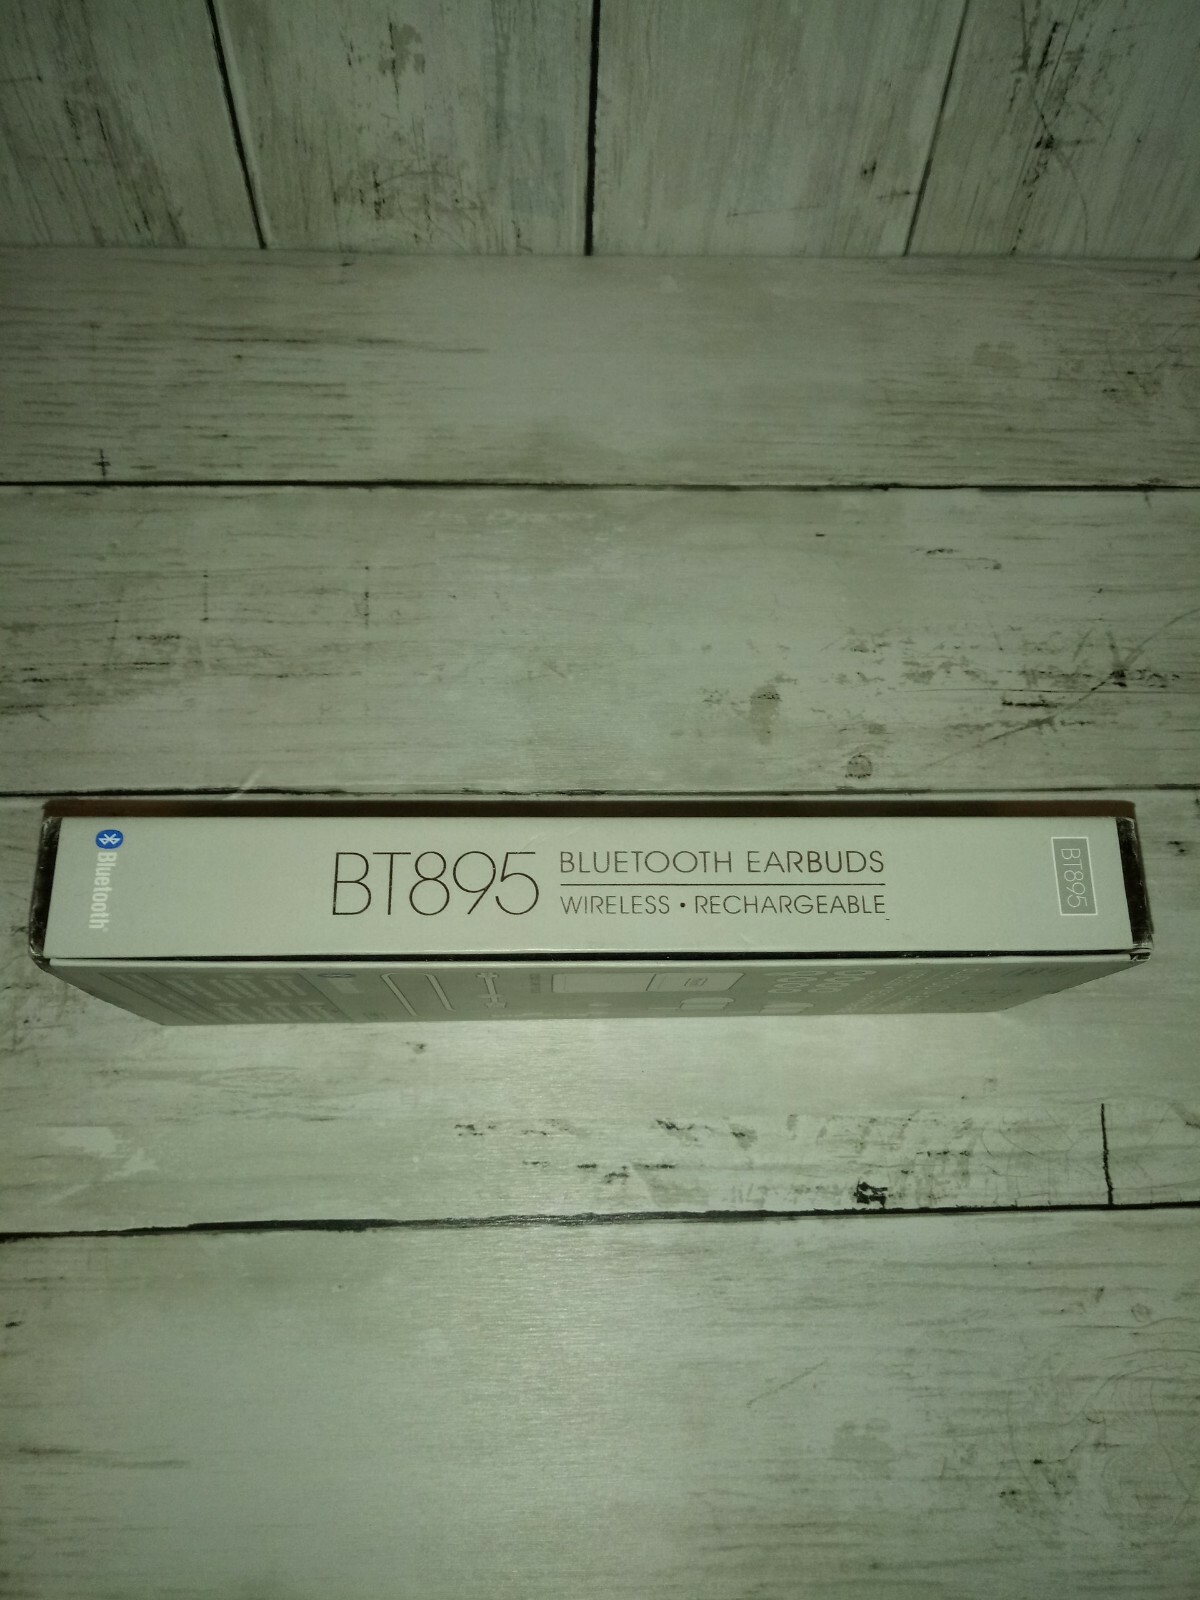 Bluetooth
BT895
BLUETOOTH EARBUDS
WIRELESS • RECHARGEABLE
BT895